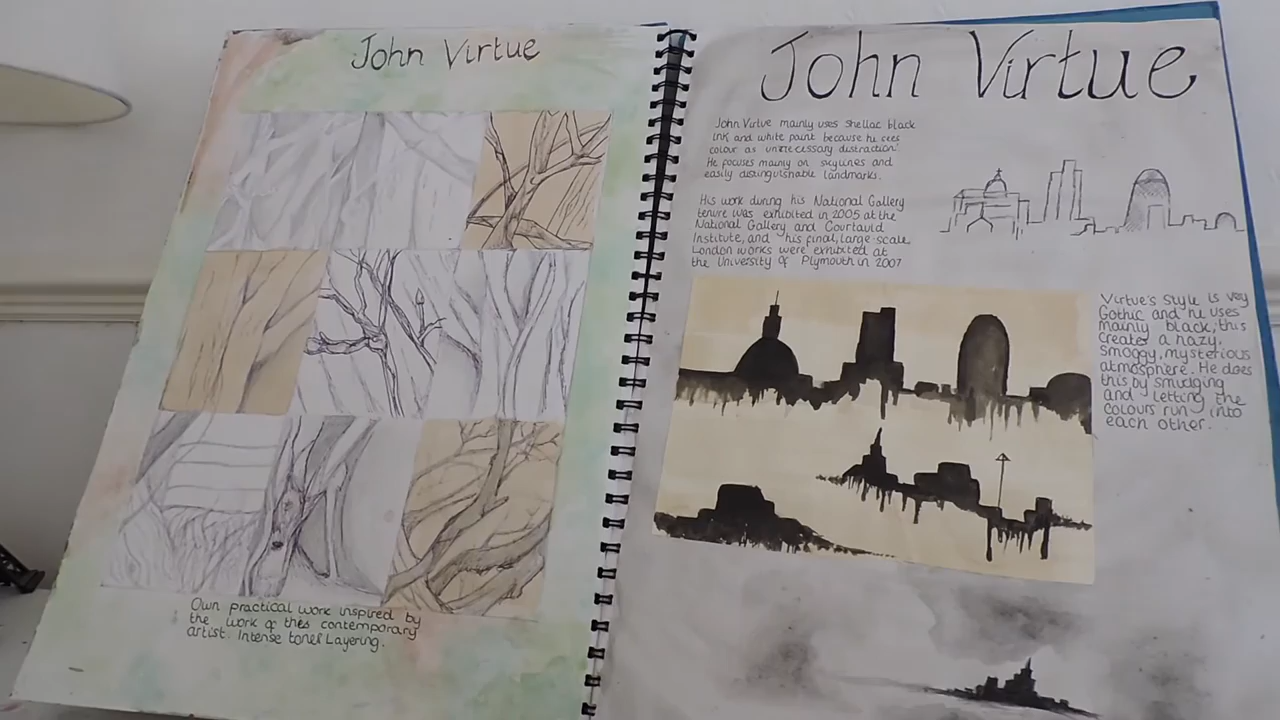 John Virtue
Own practical work inspired by
the work of this contemporary
artist. Intense tonel Layering.
John Virtue
John Virtue mainly uses shellac black
ink and white paint because he sees
colour as 'unnecessary distraction'.
He focuses mainly on skylines and
easily distinguishable landmarks.
His work during his National Gallery
tenure was exhibited in 2005 at the
National Gallery and Courtauld
Institute, and his final, large scale
London works were exhibited at
the University of Plymouth in 2007
Virtue's style is very
Gothic and he uses
mainly black, this
creates a hazy,
smoggy, mysterious
atmosphere. He does
this by smudging
and letting the
colours run into
each other.